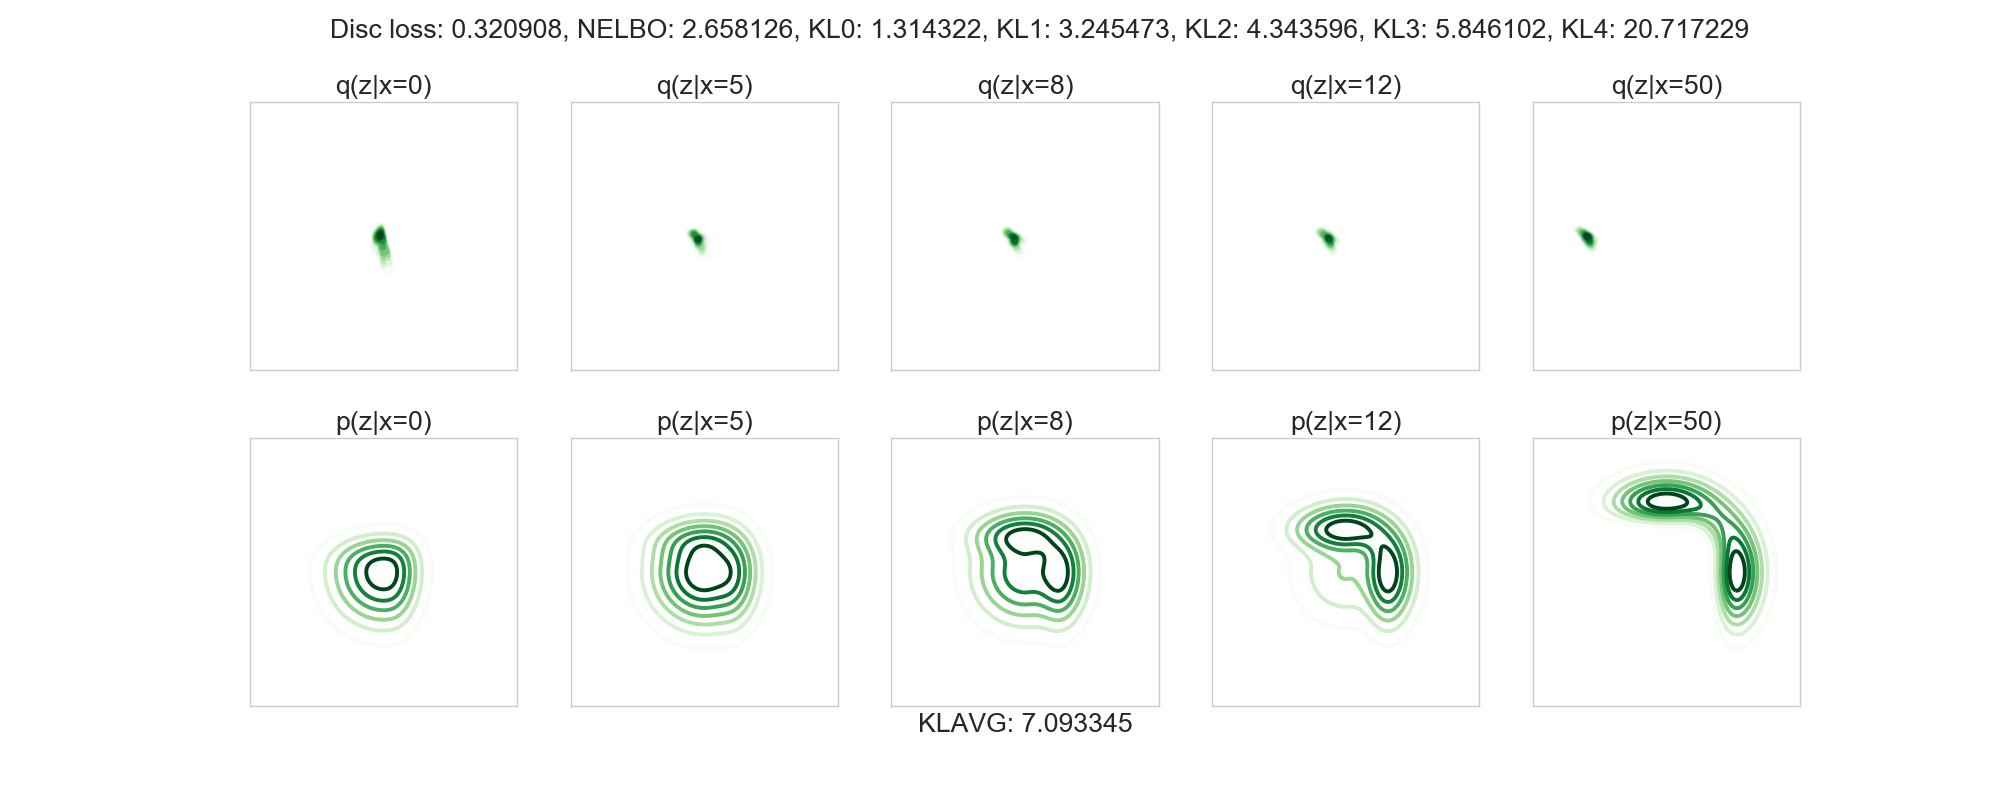 Disc loss: 0.320908, NELBO: 2.658126, KL0: 1.314322, KL1: 3.245473, KL2: 4.343596, KL3: 5.846102, KL4: 20.717229
q(z|x=0) q(z|x=5) q(z|x=8) q(z|x=12) q(z|x=50)
p(z|x=0) p(z|x=5) p(z|x=8) p(z|x=12) p(z|x=50)
KLAVG: 7.093345